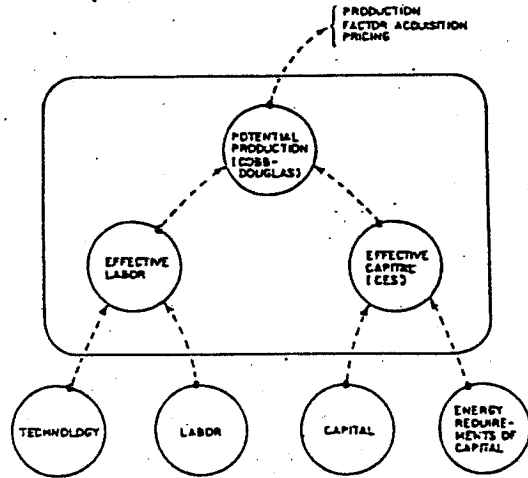 PRODUCTION
FACTOR ACQUISITION
PRICING
POTENTIAL
PRODUCTION
[COBB-
DOUGLAS]
EFFECTIVE
LABOR
EFFECTIVE
CAPITAL
[CES]
TECHNOLOGY
LABOR
CAPITAL
ENERGY
REQUIRE-
MENTS OF
CAPITAL